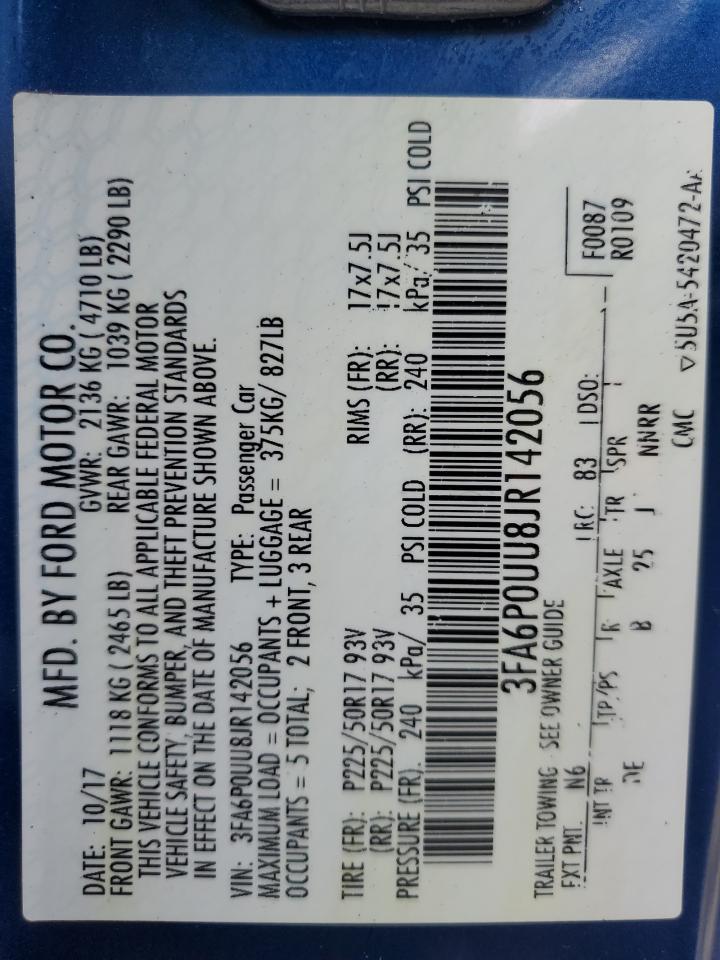 MFD. BY FORD MOTOR CO.
DATE: 10/17 GVWR: 2136 KG ( 4710 LB)
FRONT GAWR: 1118 KG ( 2465 LB) REAR GAWR: 1039 KG ( 2290 LB)
THIS VEHICLE CONFORMS TO ALL APPLICABLE FEDERAL MOTOR
VEHICLE SAFETY, BUMPER, AND THEFT PREVENTION STANDARDS
IN EFFECT ON THE DATE OF MANUFACTURE SHOWN ABOVE.
VIN: 3FA6P0UU8JR142056 TYPE: Passenger Car
MAXIMUM LOAD = OCCUPANTS + LUGGAGE = 375KG/ 827LB
OCCUPANTS = 5 TOTAL; 2 FRONT, 3 REAR
TIRE (FR): P225/50R17 93V RIMS (FR): 17x7.5J
(RR): P225/50R17 93V (RR): 17x7.5J
PRESSURE (FR): 240 kPa/ 35 PSI COLD (RR): 240 kPa/ 35 PSI COLD
3FA6P0UU8JR142056
TRAILER TOWING - SEE OWNER GUIDE
F0087
EXT PNT: N6 RC: 83 DSO: R0109
INT TR TP/PS R AXLE TR SPR
B 25 J NNRR
CMC ▽5U5A-5420472-AA